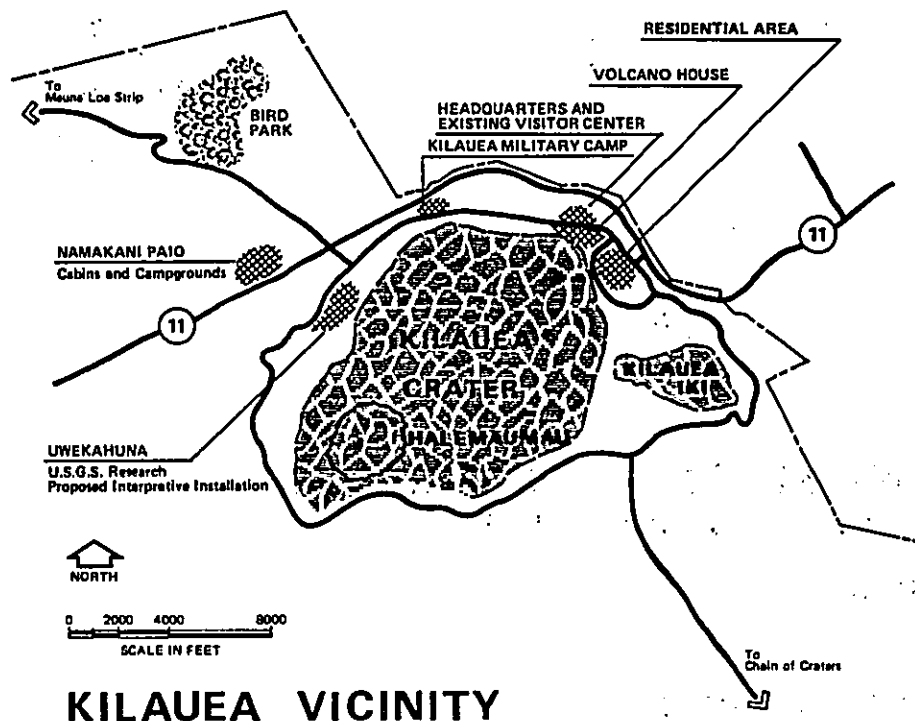 RESIDENTIAL AREA
VOLCANO HOUSE
HEADQUARTERS AND
EXISTING VISITOR CENTER
KILAUEA MILITARY CAMP
To
Mauna Loa Strip
BIRD
PARK
11
NAMAKANI PAIO
Cabins and Campgrounds
11
KILAUEA
CRATER
HALEMAUMAU
KILAUEA
IKI
UWEKAHUNA
U.S.G.S. Research
Proposed Interpretive Installation
NORTH
0 2000 4000 8000
SCALE IN FEET
To
Chain of Craters
KILAUEA VICINITY